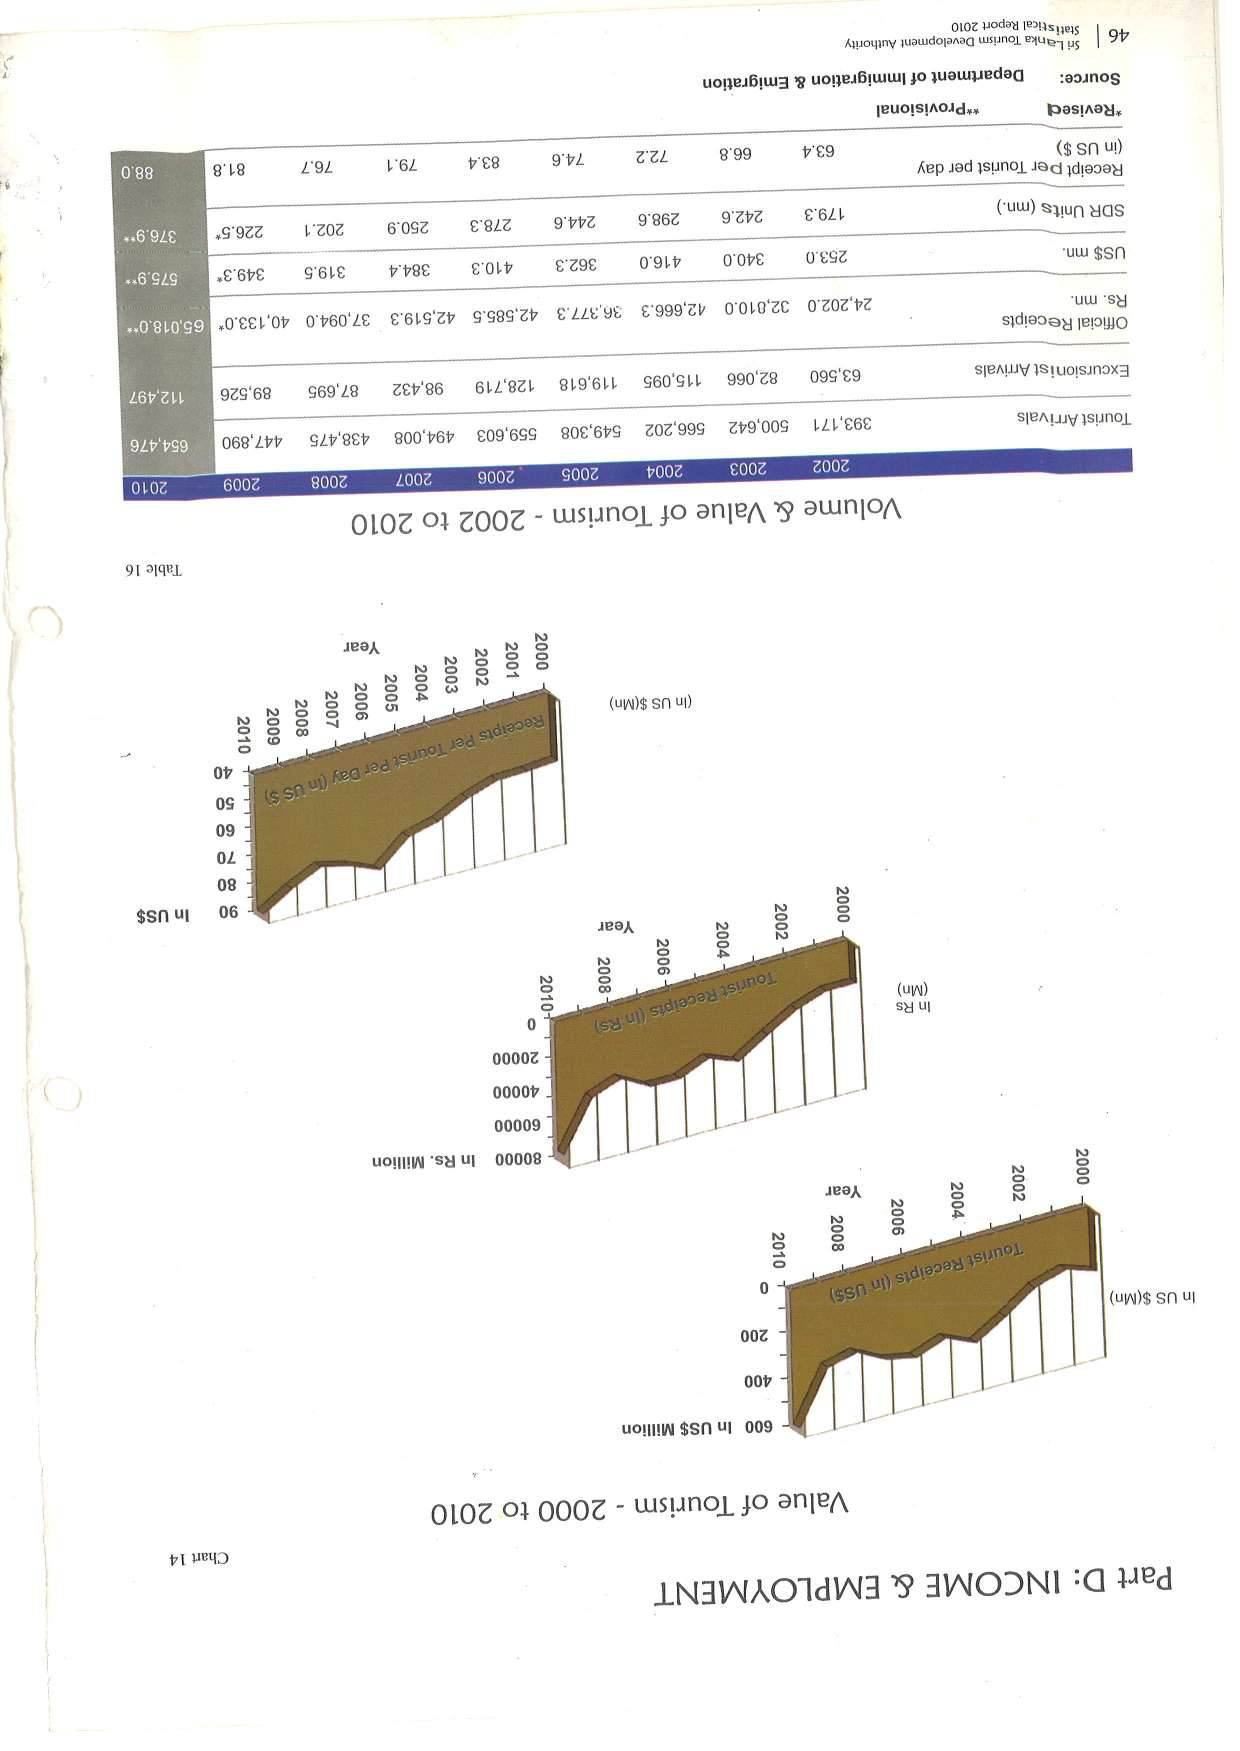 Part D: INCOME & EMPLOYMENT
Chart 14
Value of Tourism - 2000 to 2010
600 In US$ Million
400
200
0
In US $(Mn)
Tourist Receipts (In US$)
2000 2002 2004 2006 2008 2010
Year
80000 In Rs. Million
60000
40000
20000
0
In Rs
(Mn)
Tourist Receipts (In Rs)
2000 2002 2004 2006 2008 2010
Year
90 In US$
80
70
60
50
40
(In US $(Mn)
Receipts Per Tourist Per Day (In US $)
2000 2001 2002 2003 2004 2005 2006 2007 2008 2009 2010
Year
Table 16
Volume & Value of Tourism - 2002 to 2010
2002 2003 2004 2005 2006 2007 2008 2009 2010
Tourist Arrivals 393,171 500,642 566,202 549,308 559,603 494,008 438,475 447,890 654,476
Excursionist Arrivals 63,560 82,066 115,095 119,618 128,719 98,432 87,695 89,526 112,497
Official Receipts
Rs. mn. 24,202.0 32,810.0 42,666.3 36,377.3 42,585.5 42,519.3 37,094.0 40,133.0* 65,018.0**
US$ mn. 253.0 340.0 416.0 362.3 410.3 384.4 319.5 349.3* 575.9**
SDR Units (mn.) 179.3 242.6 298.6 244.6 278.3 250.9 202.1 226.5* 376.9**
Receipt per Tourist per day
(in US $) 63.4 66.8 72.2 74.6 83.4 79.1 76.7 81.8 88.0
*Revised **Provisional
Source: Department of Immigration & Emigration
46 | Sri Lanka Tourism Development Authority
Statistical Report 2010